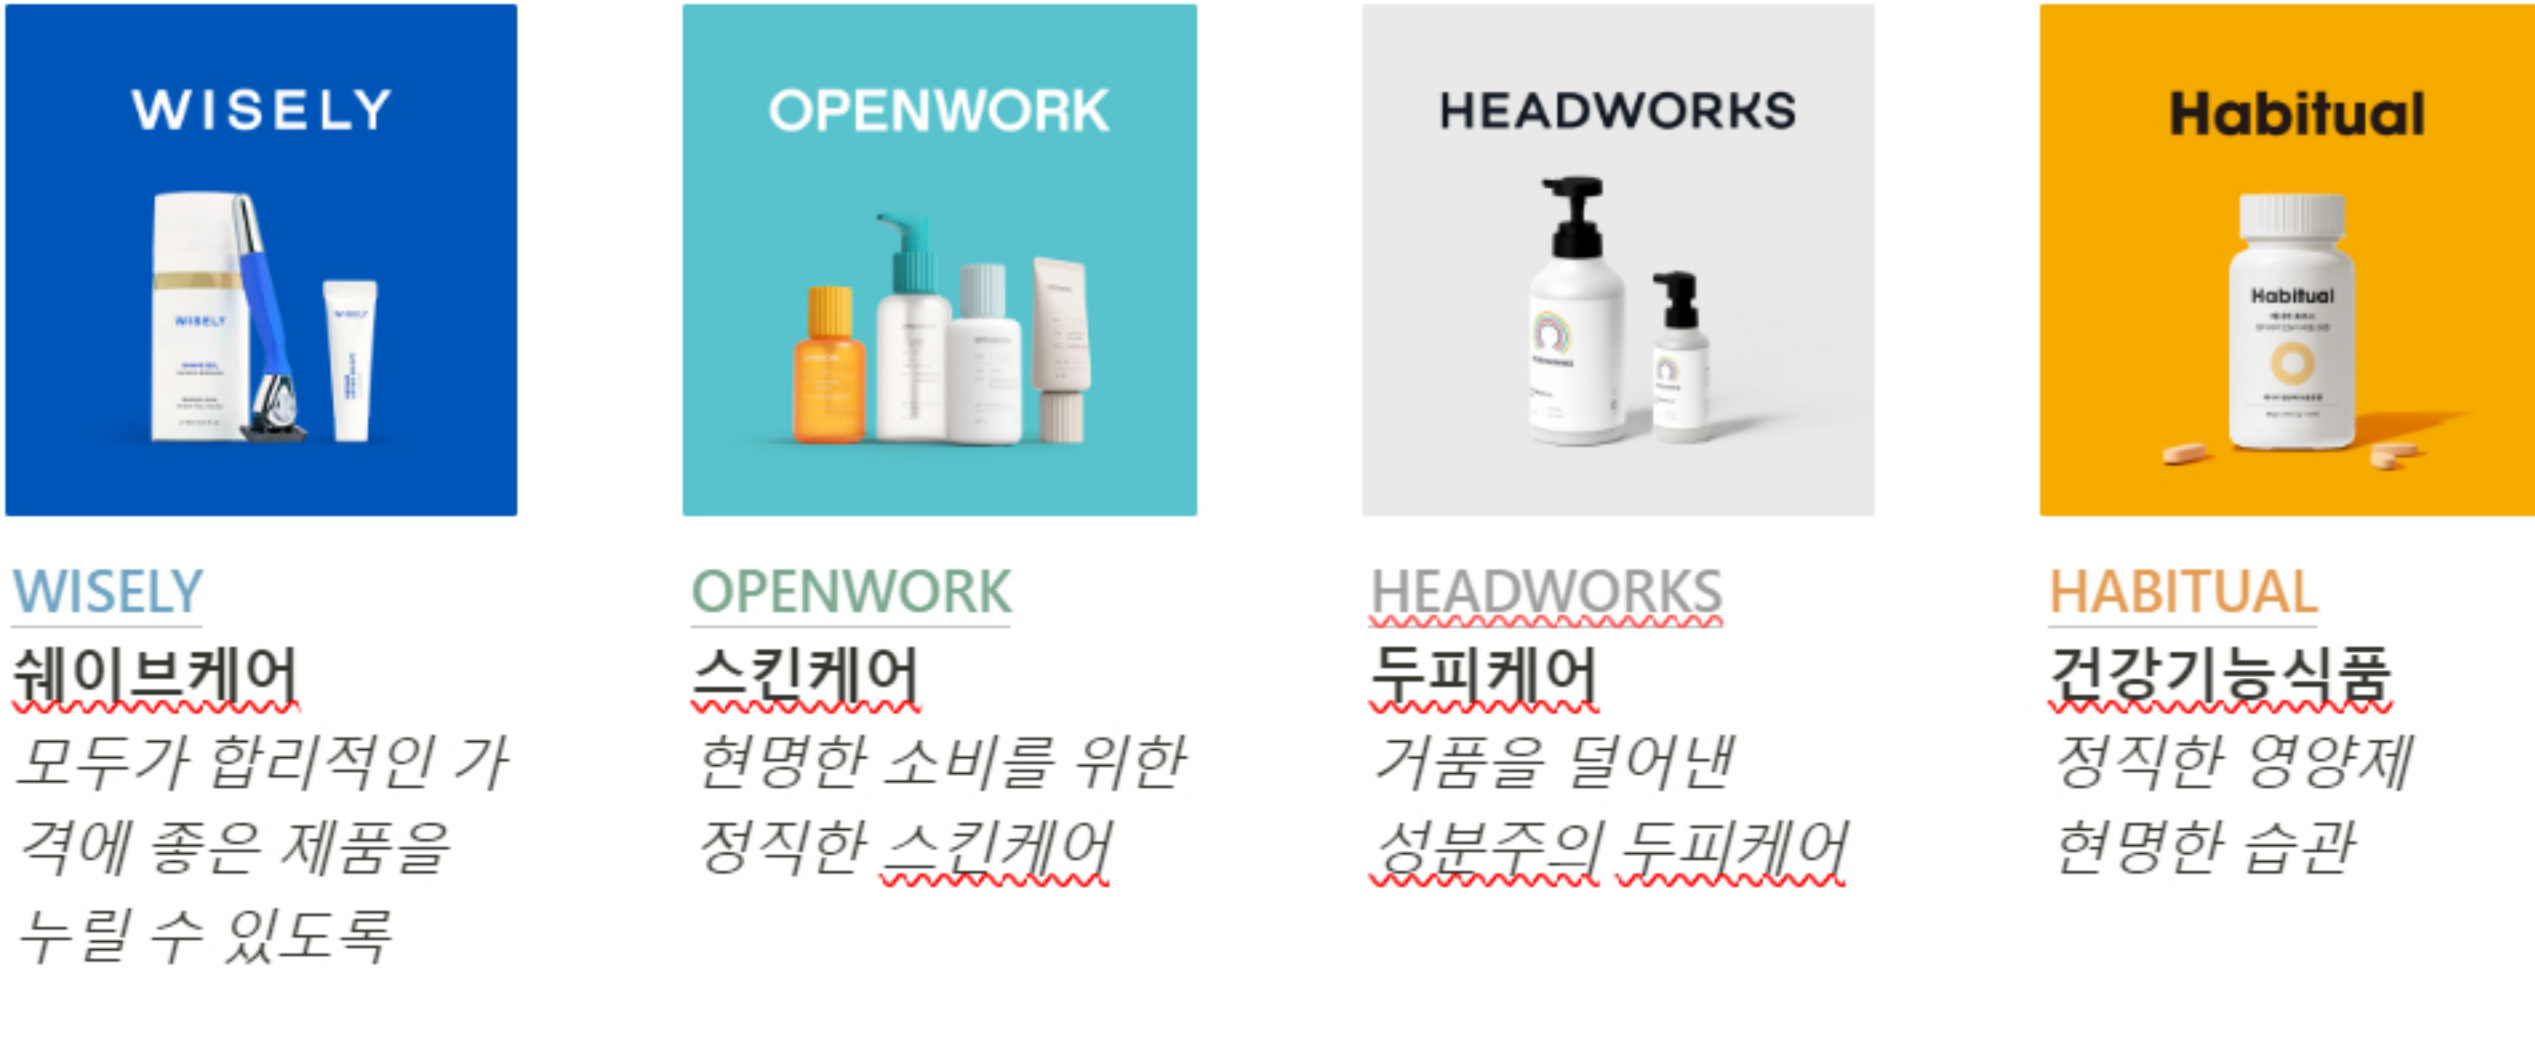 WISELY
WISELY
WISELY
WISELY
쉐이브케어
모두가 합리적인 가
격에 좋은 제품을
누릴 수 있도록
OPENWORK
OPENWORK
스킨케어
현명한 소비를 위한
정직한 스킨케어
HEADWORKS
HEADWORKS
두피케어
거품을 덜어낸
성분주의 두피케어
Habitual
Habitual
HABITUAL
건강기능식품
정직한 영양제
현명한 습관